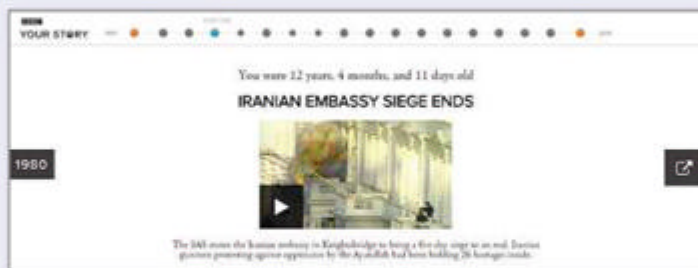 YOUR STORY
You were 12 years, 4 months, and 11 days old
IRANIAN EMBASSY SIEGE ENDS
1980
The SAS storm the Iranian embassy in Knightsbridge to bring a five-day siege to an end. Iranian
gunmen protesting against oppression by the Ayatollah had been holding 26 hostages inside.